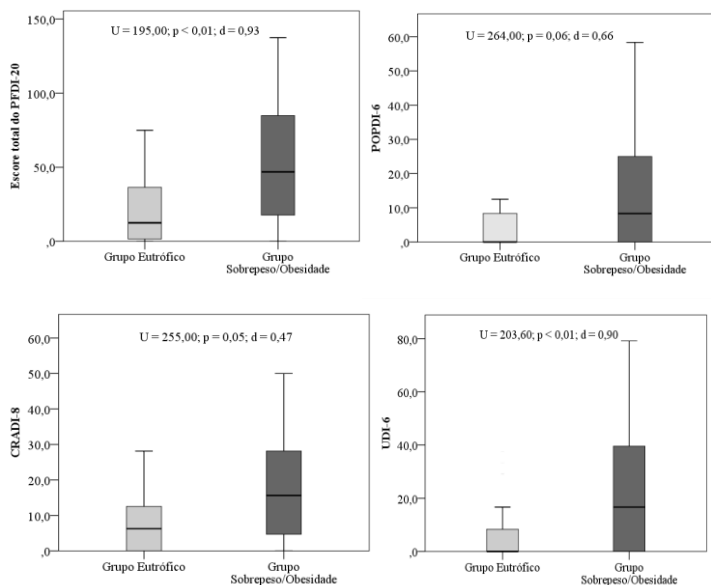 U = 195,00; p < 0,01; d = 0,93
Escore total do PFDI-20
150,0
100,0
50,0
,0
Grupo Eutrófico
Grupo
Sobrepeso/Obesidade
U = 264,00; p = 0,06; d = 0,66
POPDI-6
60,0
50,0
40,0
30,0
20,0
10,0
,0
Grupo Eutrófico
Grupo
Sobrepeso/Obesidade
U = 255,00; p = 0,05; d = 0,47
CRADI-8
60,0
50,0
40,0
30,0
20,0
10,0
,0
Grupo Eutrófico
Grupo
Sobrepeso/Obesidade
U = 203,60; p < 0,01; d = 0,90
UDI-6
80,0
60,0
40,0
20,0
,0
Grupo Eutrófico
Grupo
Sobrepeso/Obesidade